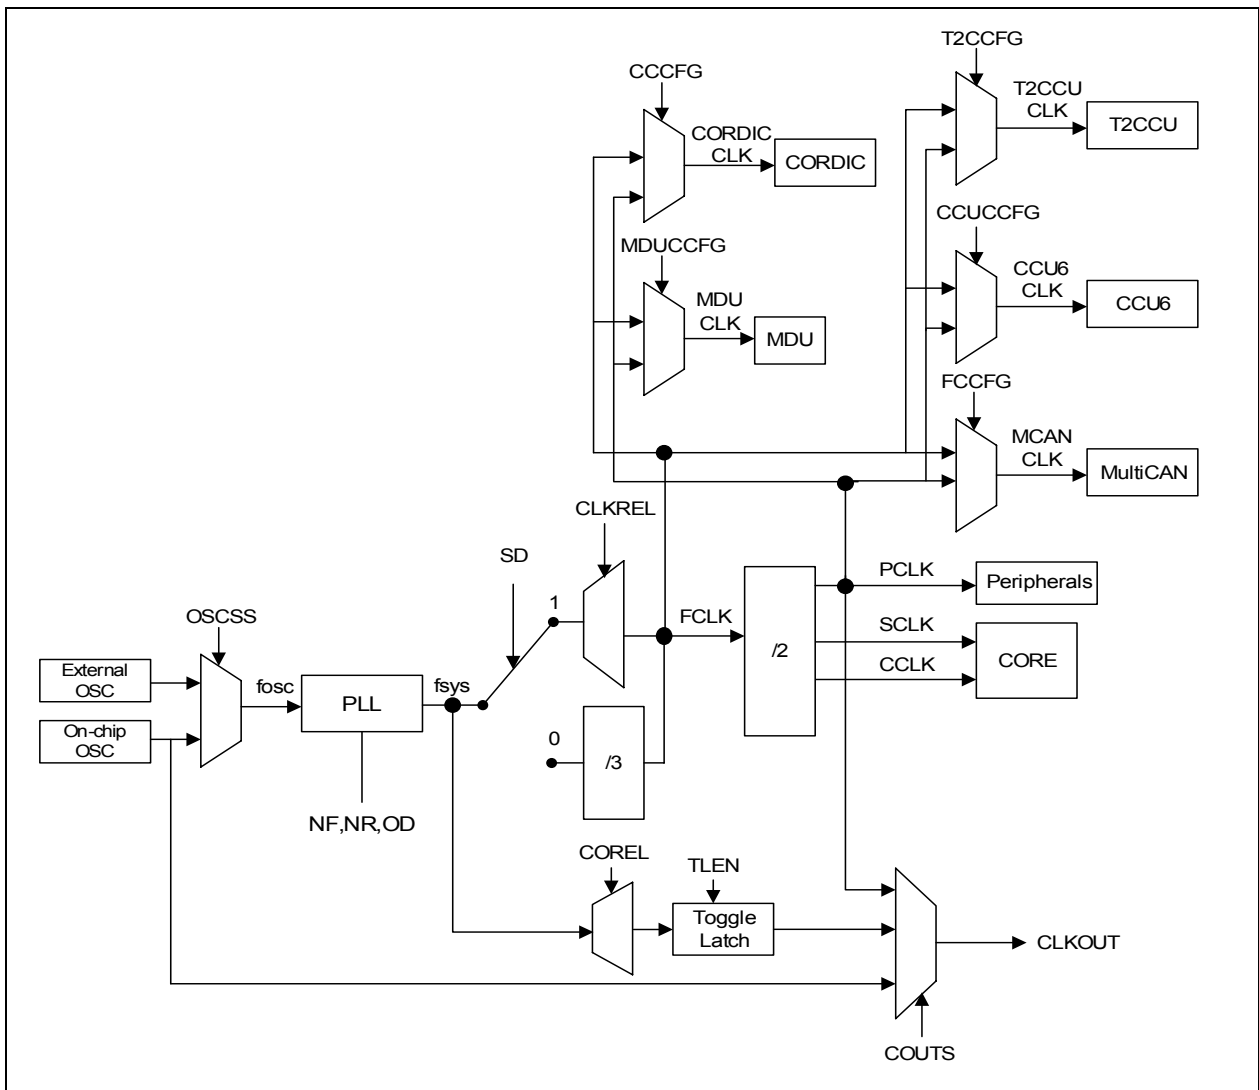 T2CCFG
CCCFG
T2CCU
CLK
T2CCU
CORDIC
CLK
CORDIC
CCUCCFG
MDUCCFG
CCU6
CLK
CCU6
MDU
CLK
MDU
FCCFG
MCAN
CLK
MultiCAN
CLKREL
SD
PCLK
Peripherals
1
OSCSS
FCLK
/2
SCLK
CCLK
CORE
External
OSC
fosc
PLL
fsys
On-chip
OSC
0
/3
NF,NR,OD
COREL
TLEN
Toggle
Latch
CLKOUT
COUTS